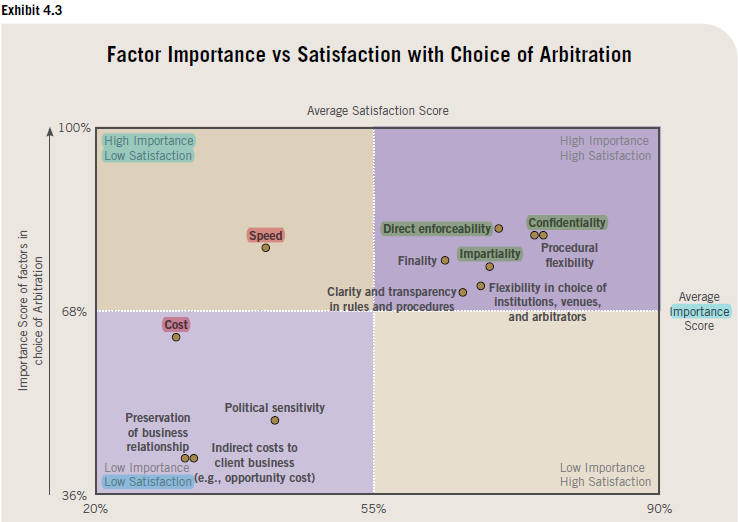 Exhibit 4.3
Factor Importance vs Satisfaction with Choice of Arbitration
Average Satisfaction Score
100%
High Importance
Low Satisfaction
High Importance
High Satisfaction
Speed
Direct enforceability
Confidentiality
Procedural
flexibility
Finality
Impartiality
Clarity and transparency
in rules and procedures
Flexibility in choice of
institutions, venues,
and arbitrators
Importance Score of factors in
choice of Arbitration
68%
Average
Importance
Score
Cost
Political sensitivity
Preservation
of business
relationship
Indirect costs to
client business
(e.g., opportunity cost)
Low Importance
Low Satisfaction
Low Importance
High Satisfaction
36%
20%
55%
90%